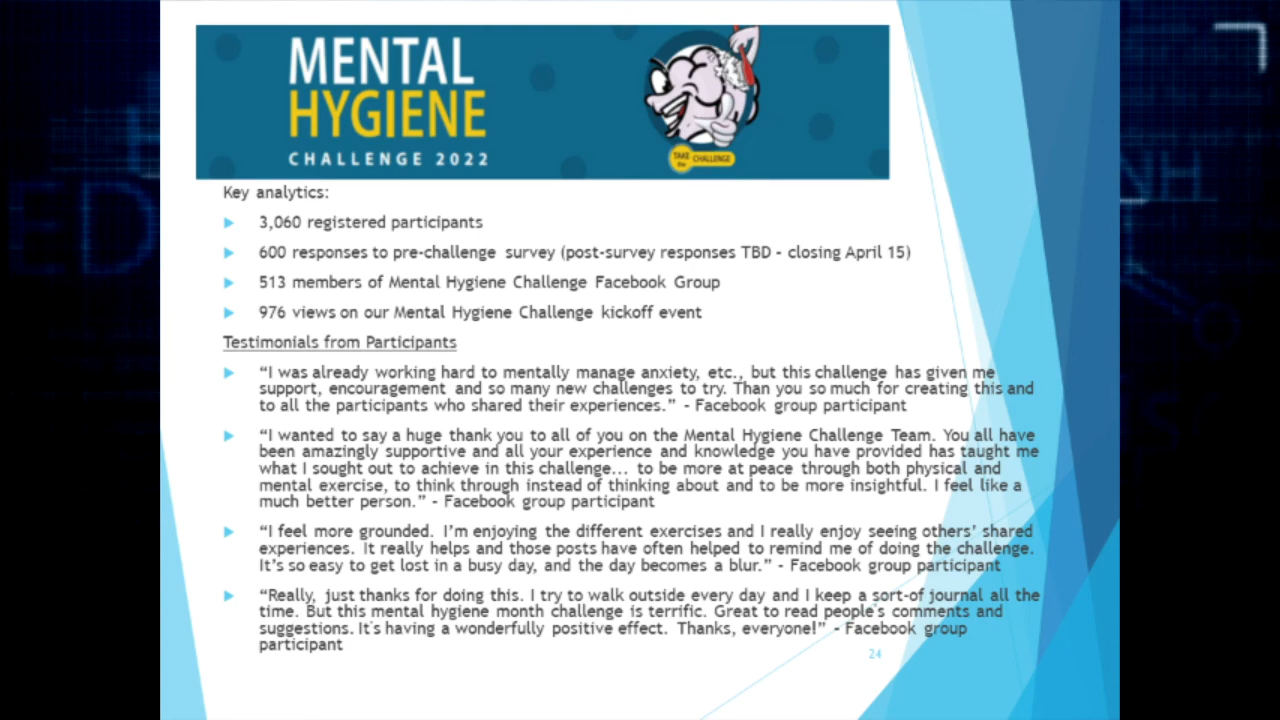 MENTAL
HYGIENE
CHALLENGE 2022
TAKE the CHALLENGE
Key analytics:
3,060 registered participants
600 responses to pre-challenge survey (post-survey responses TBD - closing April 15)
513 members of Mental Hygiene Challenge Facebook Group
976 views on our Mental Hygiene Challenge kickoff event
Testimonials from Participants
“I was already working hard to mentally manage anxiety, etc., but this challenge has given me
support, encouragement and so many new challenges to try. Than you so much for creating this and
to all the participants who shared their experiences.” - Facebook group participant
“I wanted to say a huge thank you to all of you on the Mental Hygiene Challenge Team. You all have
been amazingly supportive and all your experience and knowledge you have provided has taught me
what I sought out to achieve in this challenge... to be more at peace through both physical and
mental exercise, to think through instead of thinking about and to be more insightful. I feel like a
much better person.” - Facebook group participant
“I feel more grounded. I’m enjoying the different exercises and I really enjoy seeing others’ shared
experiences. It really helps and those posts have often helped to remind me of doing the challenge.
It’s so easy to get lost in a busy day, and the day becomes a blur.” - Facebook group participant
“Really, just thanks for doing this. I try to walk outside every day and I keep a sort-of journal all the
time. But this mental hygiene month challenge is terrific. Great to read people's comments and
suggestions. It's having a wonderfully positive effect. Thanks, everyone!” - Facebook group
participant
24